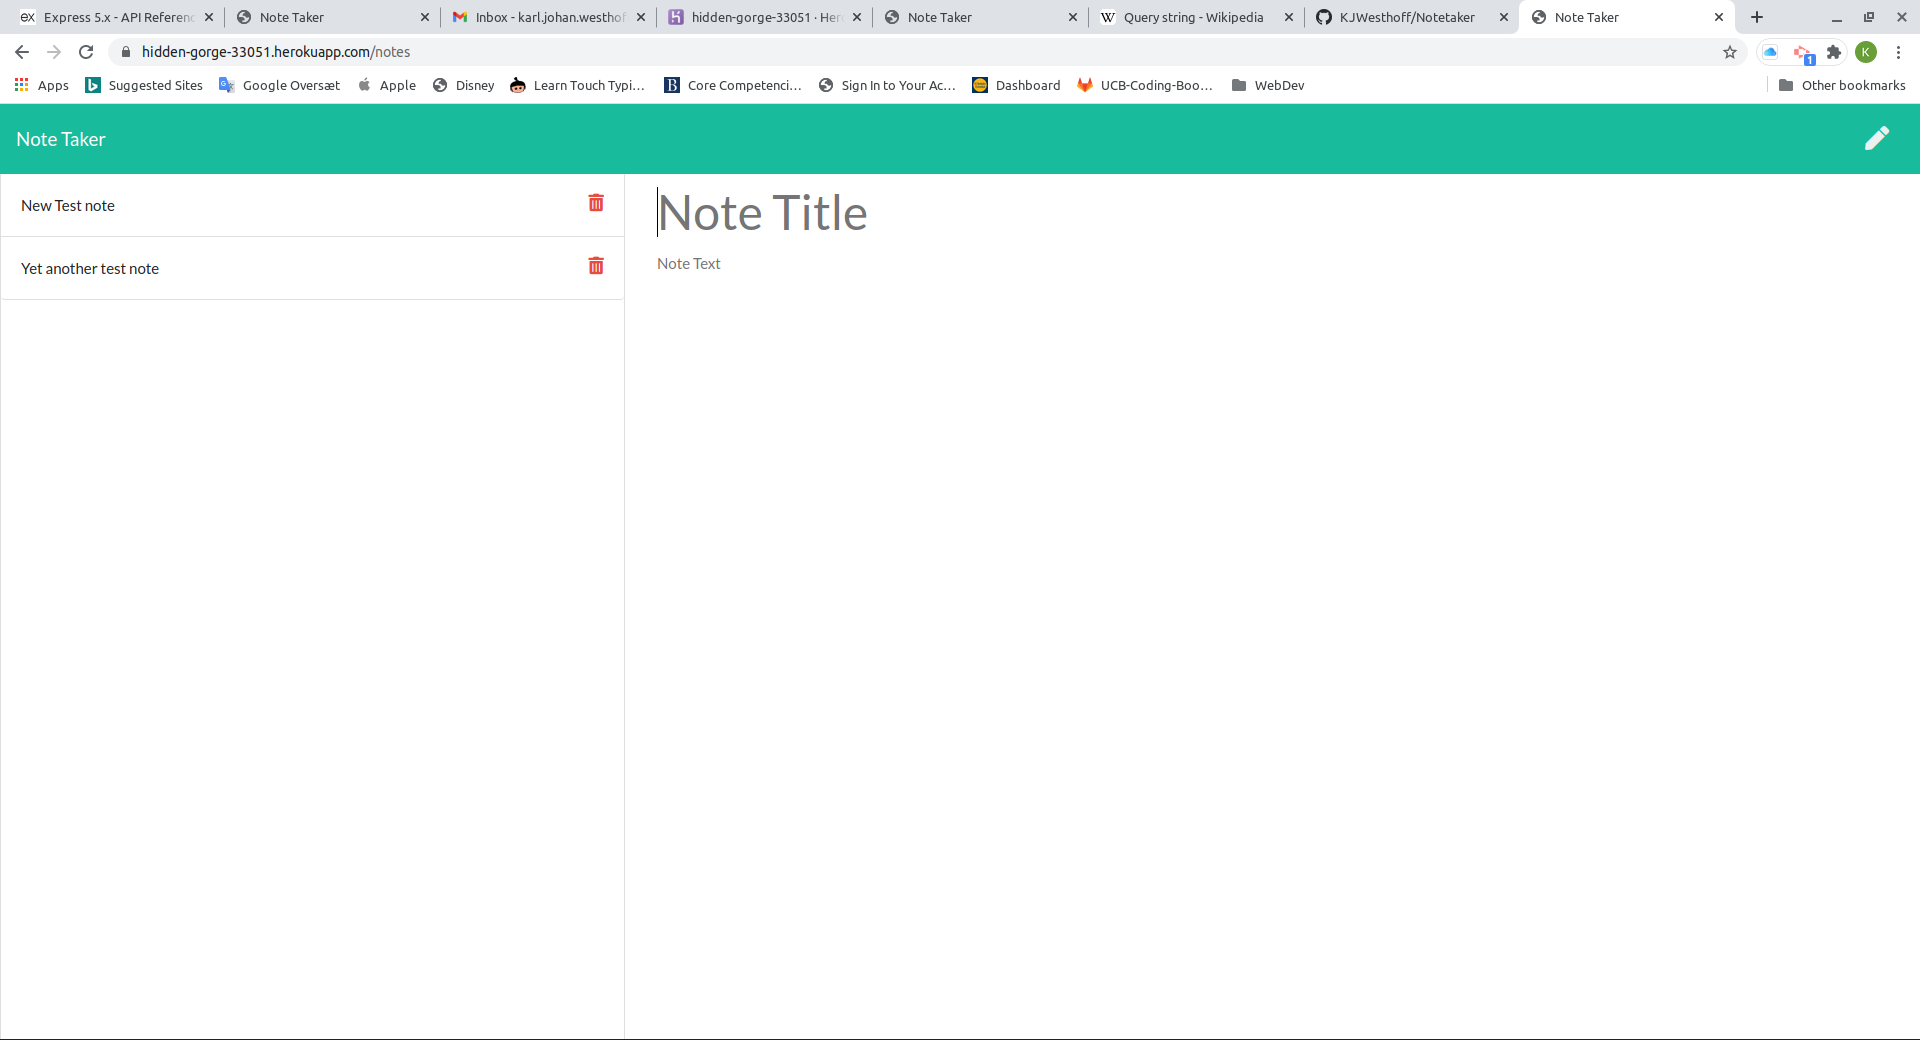 ex Express 5.x - API Referenc Note Taker Inbox - karl.johan.westhof hidden-gorge-33051 · Her Note Taker W Query string - Wikipedia KJWesthoff/Notetaker Note Taker
hidden-gorge-33051.herokuapp.com/notes 1 K
Apps Suggested Sites Google Oversæt Apple Disney Learn Touch Typi... B Core Competenci... Sign In to Your Ac... Dashboard UCB-Coding-Boo... WebDev Other bookmarks
Note Taker
New Test note
Yet another test note
Note Title
Note Text